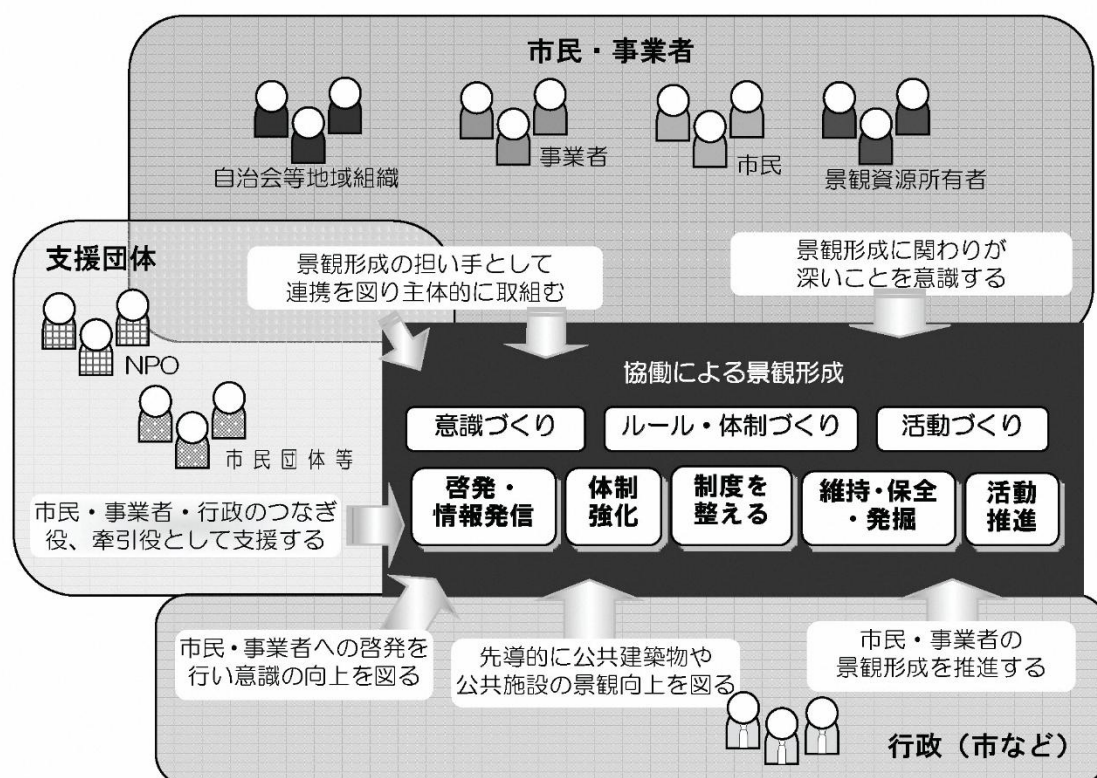 市民・事業者
自治会等地域組織
事業者
市民
景観資源所有者
支援団体
NPO
市民団体等
景観形成の担い手として
連携を図り主体的に取組む
景観形成に関わりが
深いことを意識する
協働による景観形成
意識づくり
ルール・体制づくり
活動づくり
啓発・
情報発信
体制
強化
制度を
整える
維持・保全
・発掘
活動
推進
市民・事業者・行政のつなぎ
役、牽引役として支援する
市民・事業者への啓発を
行い意識の向上を図る
先導的に公共建築物や
公共施設の景観向上を図る
市民・事業者の
景観形成を推進する
行政（市など）